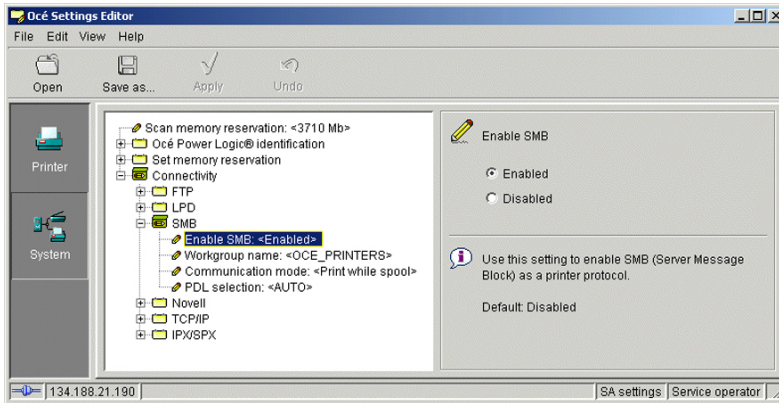 Océ Settings Editor
File Edit View Help
Open Save as... Apply Undo
Printer
System
Scan memory reservation: <3710 Mb>
Océ Power Logic® identification
Set memory reservation
Connectivity
FTP
LPD
SMB
Enable SMB: <Enabled>
Workgroup name: <OCE_PRINTERS>
Communication mode: <Print while spool>
PDL selection: <AUTO>
Novell
TCP/IP
IPX/SPX
Enable SMB
Enabled
Disabled
Use this setting to enable SMB (Server Message
Block) as a printer protocol.
Default: Disabled
134.188.21.190 SA settings Service operator